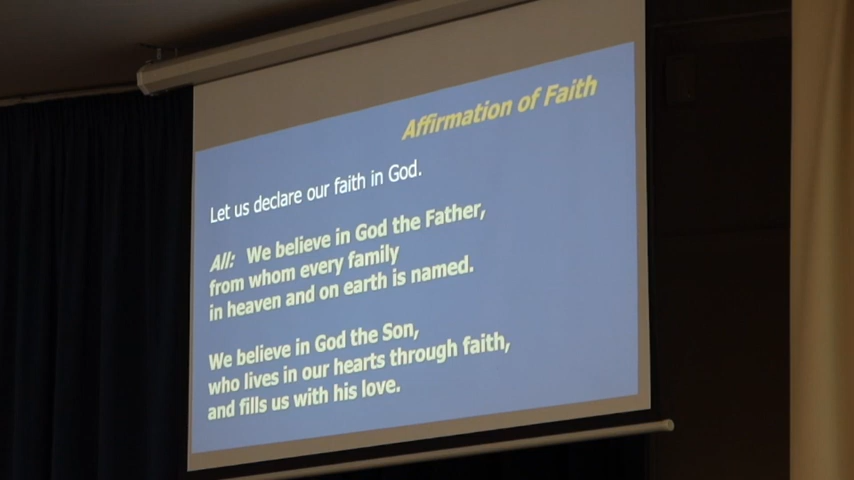 Affirmation of Faith
Let us declare our faith in God.
All: We believe in God the Father,
from whom every family
in heaven and on earth is named.
We believe in God the Son,
who lives in our hearts through faith,
and fills us with his love.